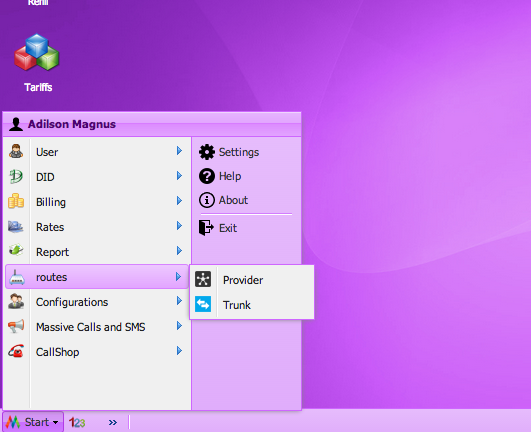 Tariffs
Adilson Magnus
User
DID
Billing
Rates
Report
routes
Configurations
Massive Calls and SMS
CallShop
Settings
Help
About
Exit
Provider
Trunk
Start
123
»